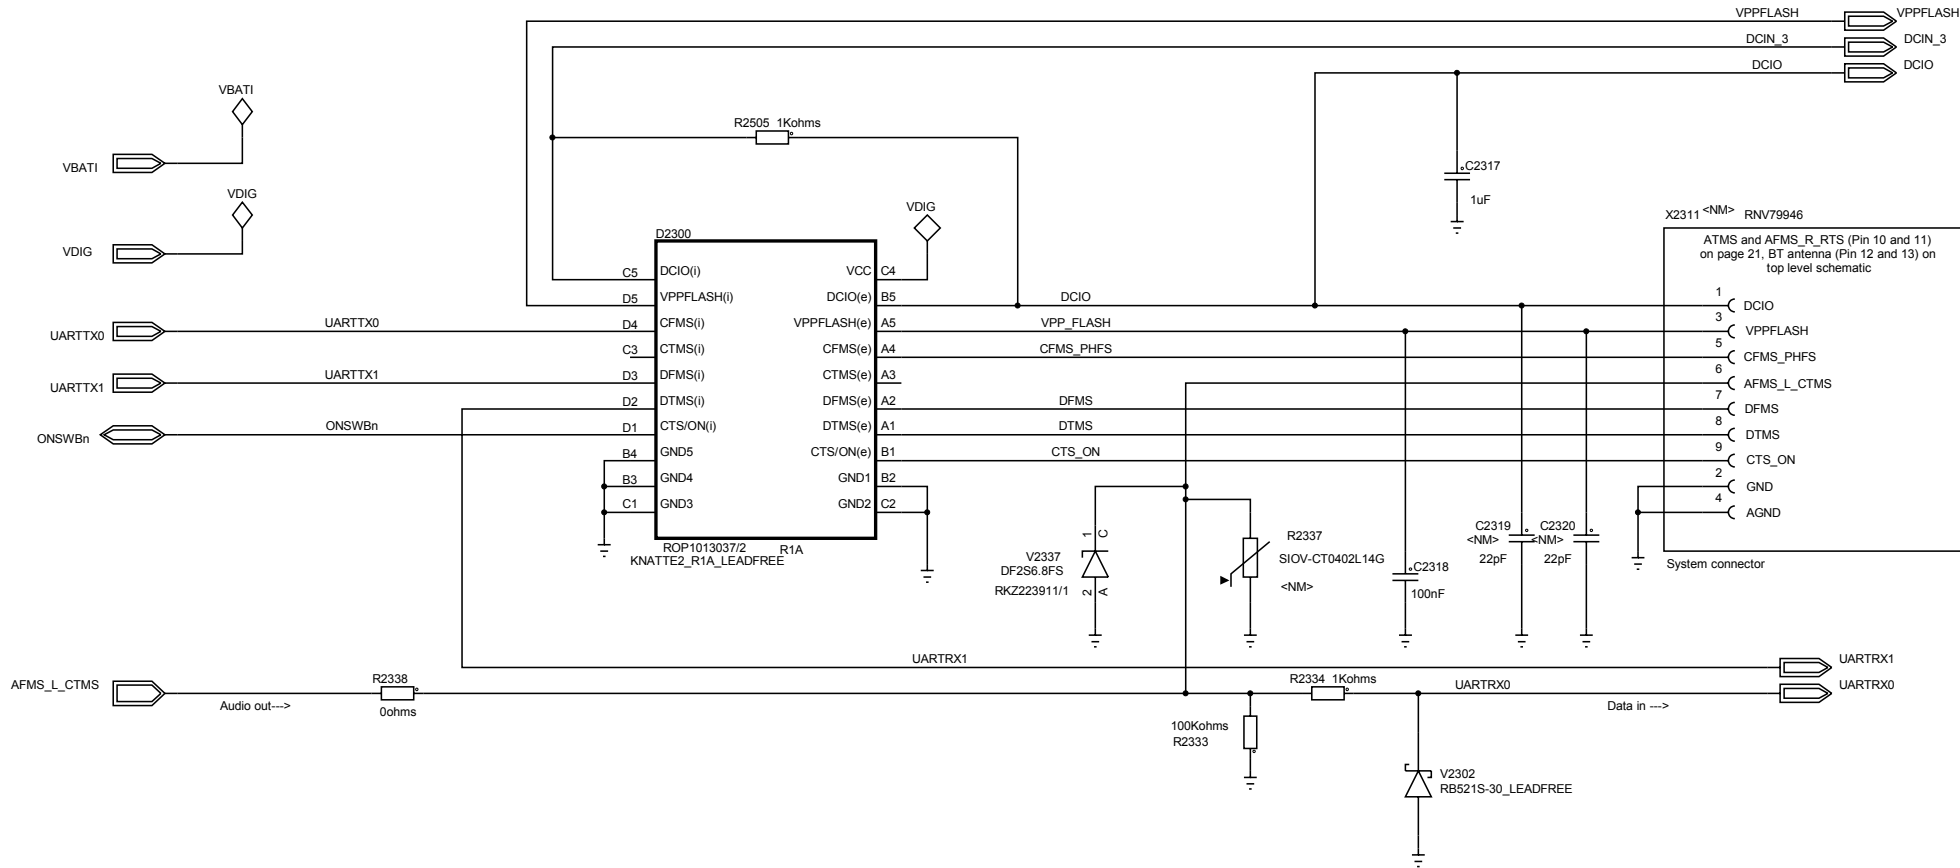 VPPFLASH VPPFLASH
DCIN_3 DCIN_3
DCIO DCIO
VBATI
VBATI
VDIG
VDIG
R2505 1Kohms
C2317
1uF
VDIG
X2311 <NM> RNV79946
ATMS and AFMS_R_RTS (Pin 10 and 11)
on page 21, BT antenna (Pin 12 and 13) on
top level schematic
D2300
C5 DCIO(i) VCC C4
D5 VPPFLASH(i) DCIO(e) B5 DCIO 1 DCIO
UARTTX0 UARTTX0 D4 CFMS(i) VPPFLASH(e) A5 VPP_FLASH 3 VPPFLASH
C3 CTMS(i) CFMS(e) A4 CFMS_PHFS 5 CFMS_PHFS
UARTTX1 UARTTX1 D3 DFMS(i) CTMS(e) A3 6 AFMS_L_CTMS
D2 DTMS(i) DFMS(e) A2 DFMS 7 DFMS
ONSWBn ONSWBn D1 CTS/ON(i) DTMS(e) A1 DTMS 8 DTMS
B4 GND5 CTS/ON(e) B1 CTS_ON 9 CTS_ON
B3 GND4 GND1 B2 2 GND
C1 GND3 GND2 C2 4 AGND
ROP1013037/2 R1A
KNATTE2_R1A_LEADFREE
1 C
V2337
DF2S6.8FS
RKZ223911/1
2 A
R2337
SIOV-CT0402L14G
<NM>
C2318
100nF
C2319
<NM>
22pF
C2320
<NM>
22pF
System connector
UARTRX1 UARTRX1
AFMS_L_CTMS R2338 R2334 1Kohms UARTRX0 UARTRX0
Audio out---> 0ohms Data in --->
100Kohms
R2333
V2302
RB521S-30_LEADFREE